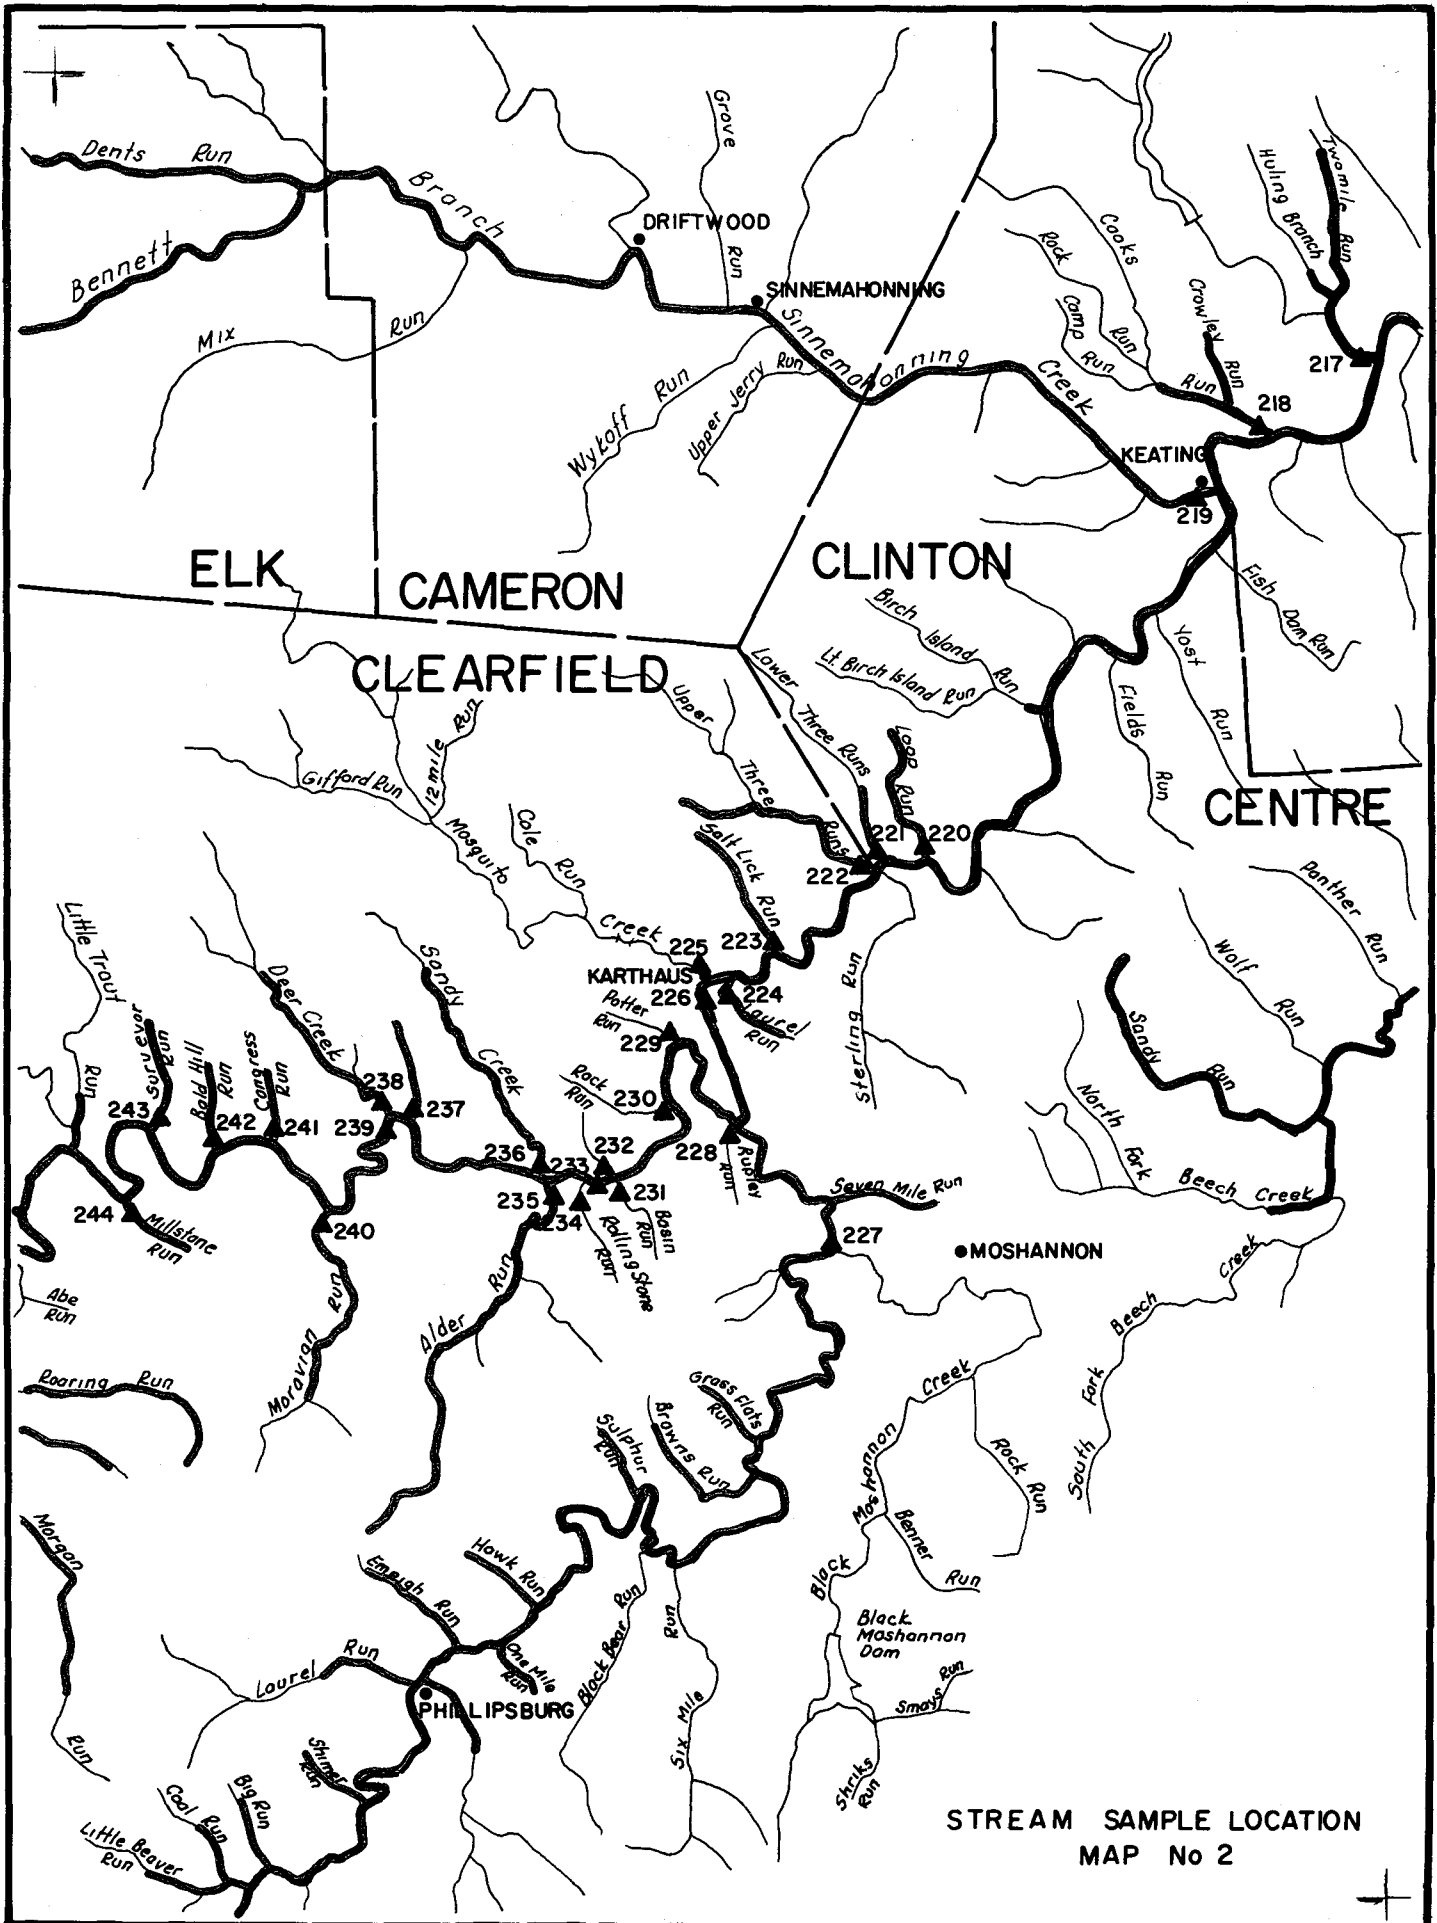 Dents Run
Bennett Branch
Grove Run
DRIFTWOOD
SINNEMAHONNING
Sinnemahonning Creek
Mix Run
Wykoff Run
Upper Jerry Run
Cooks Run
Rock Run
Camp Run
Crowley Run
Huling Branch
Twomile Run
217
218
KEATING
219
ELK
CAMERON
CLINTON
CLEARFIELD
CENTRE
Fish Dam Run
Yost Run
Fields Run
Birch Island Run
Lt. Birch Island Run
Lower Three Runs
Upper Three Runs
Loop Run
221
220
222
12 mile Run
Gifford Run
Mosquito Creek
Cole Run
Salt Lick Run
223
225
KARTHAUS
226
224
Laurel Run
Potter Run
229
Rock Run
230
Sterling Run
Panther Run
Wolf Run
Sandy Run
North Fork
Beech Creek
South Fork Beech Creek
Little Trout Run
Surveyor Run
243
Bald Hill Run
242
Congress Run
241
Deer Creek
238
239
237
Sandy Creek
236
233
232
235
234
231
Basin Run
Rolling Stone Run
228
Rupley Run
Seven Mile Run
227
MOSHANNON
244
Millstone Run
240
Moravian Run
Alder Run
Abe Run
Roaring Run
Morgan Run
Grass Flats Run
Browns Run
Sulphur Run
Hawk Run
Emeigh Run
One Mile Run
Laurel Run
PHILLIPSBURG
Black Bear Run
Six Mile Run
Black Moshannon Creek
Rock Run
Benner Run
Black
Moshannon
Dam
Smays Run
Shirks Run
Shimer Run
Big Run
Coal Run
Little Beaver Run
STREAM SAMPLE LOCATION
MAP No 2